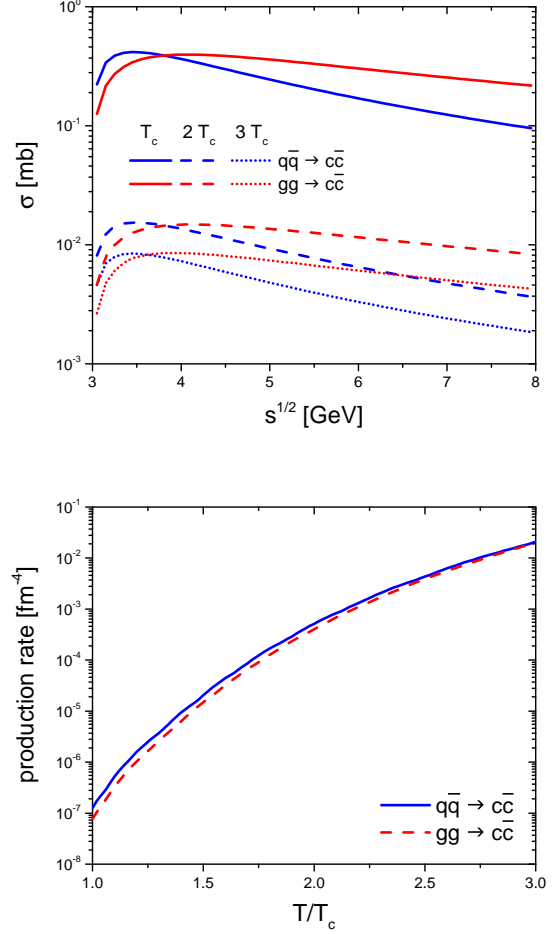 10⁰
10⁻¹
10⁻²
10⁻³
σ [mb]
T_c 2 T_c 3 T_c
qq̅ → cc̅
gg → cc̅
3 4 5 6 7 8
s^{1/2} [GeV]
10⁻¹
10⁻²
10⁻³
10⁻⁴
10⁻⁵
10⁻⁶
10⁻⁷
10⁻⁸
production rate [fm⁻⁴]
qq̅ → cc̅
gg → cc̅
1.0 1.5 2.0 2.5 3.0
T/T_c